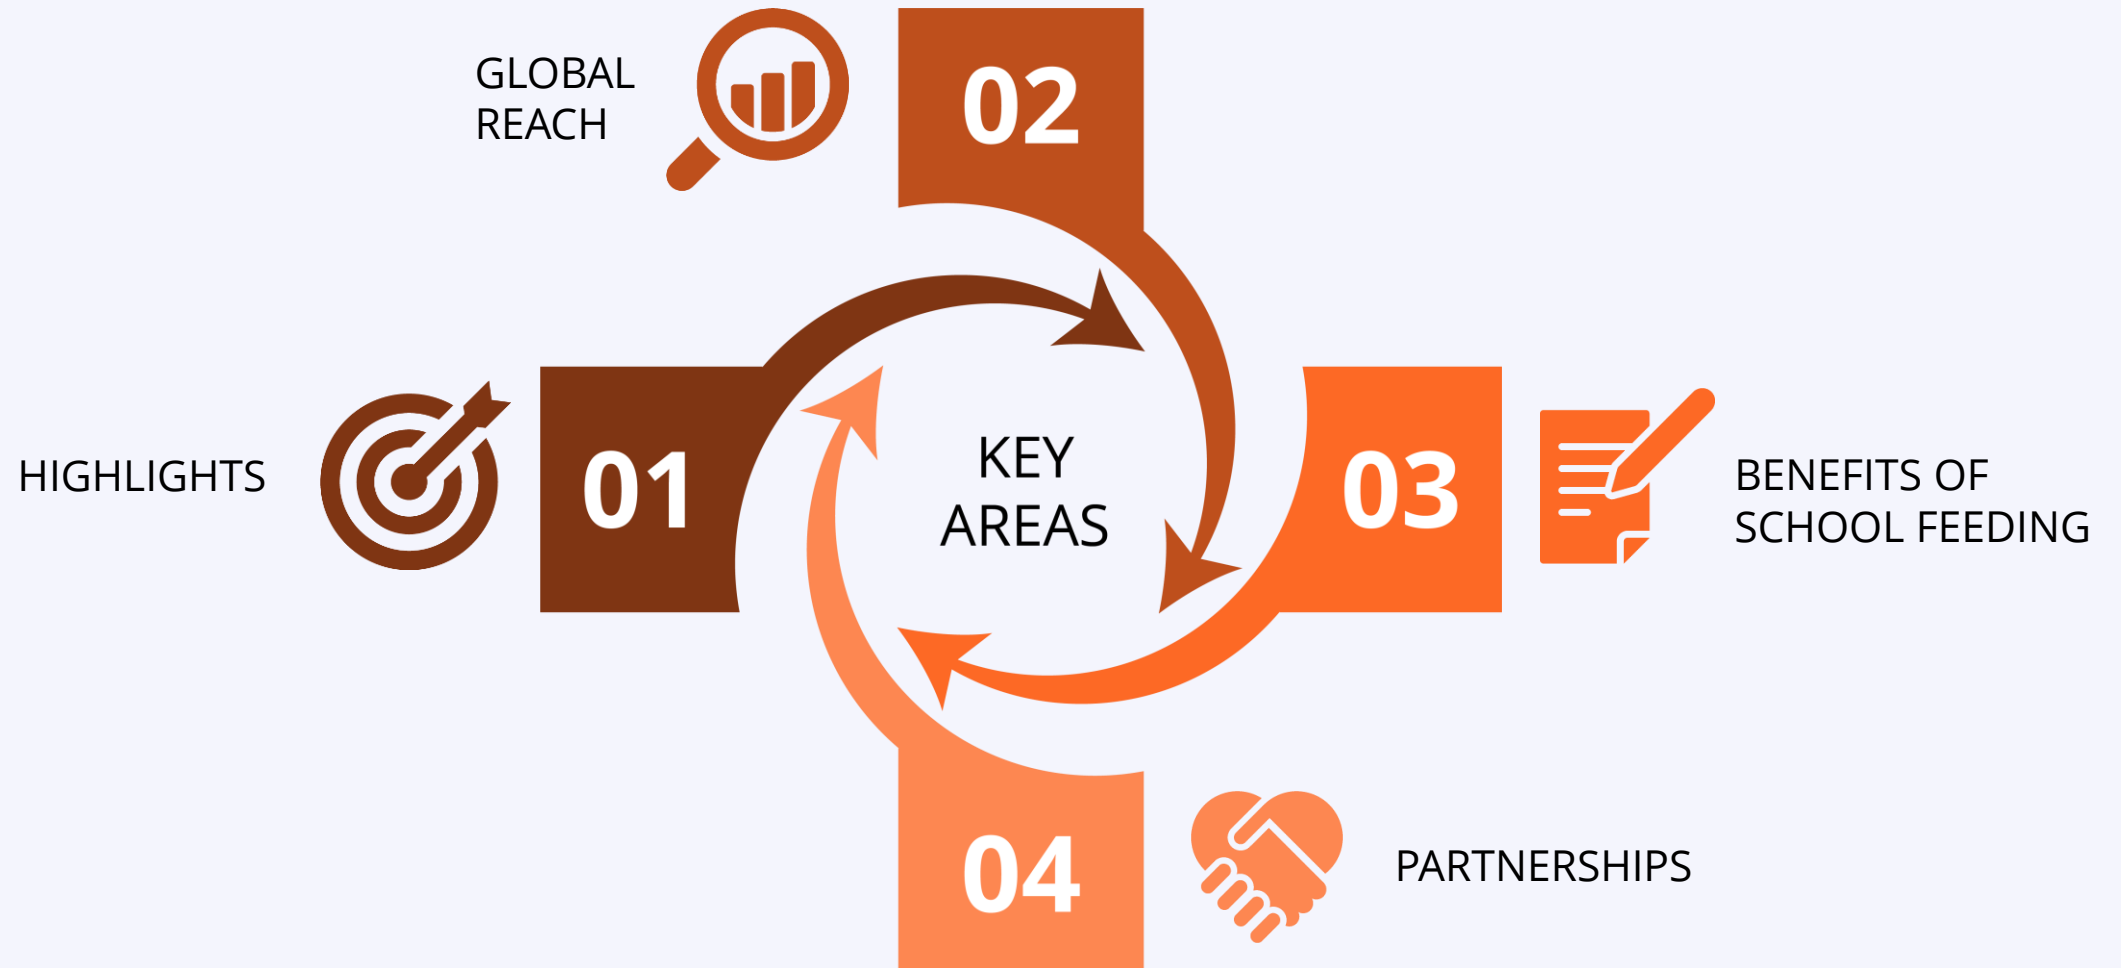 GLOBAL
REACH
02
HIGHLIGHTS
01
KEY
AREAS
03
BENEFITS OF
SCHOOL FEEDING
04
PARTNERSHIPS